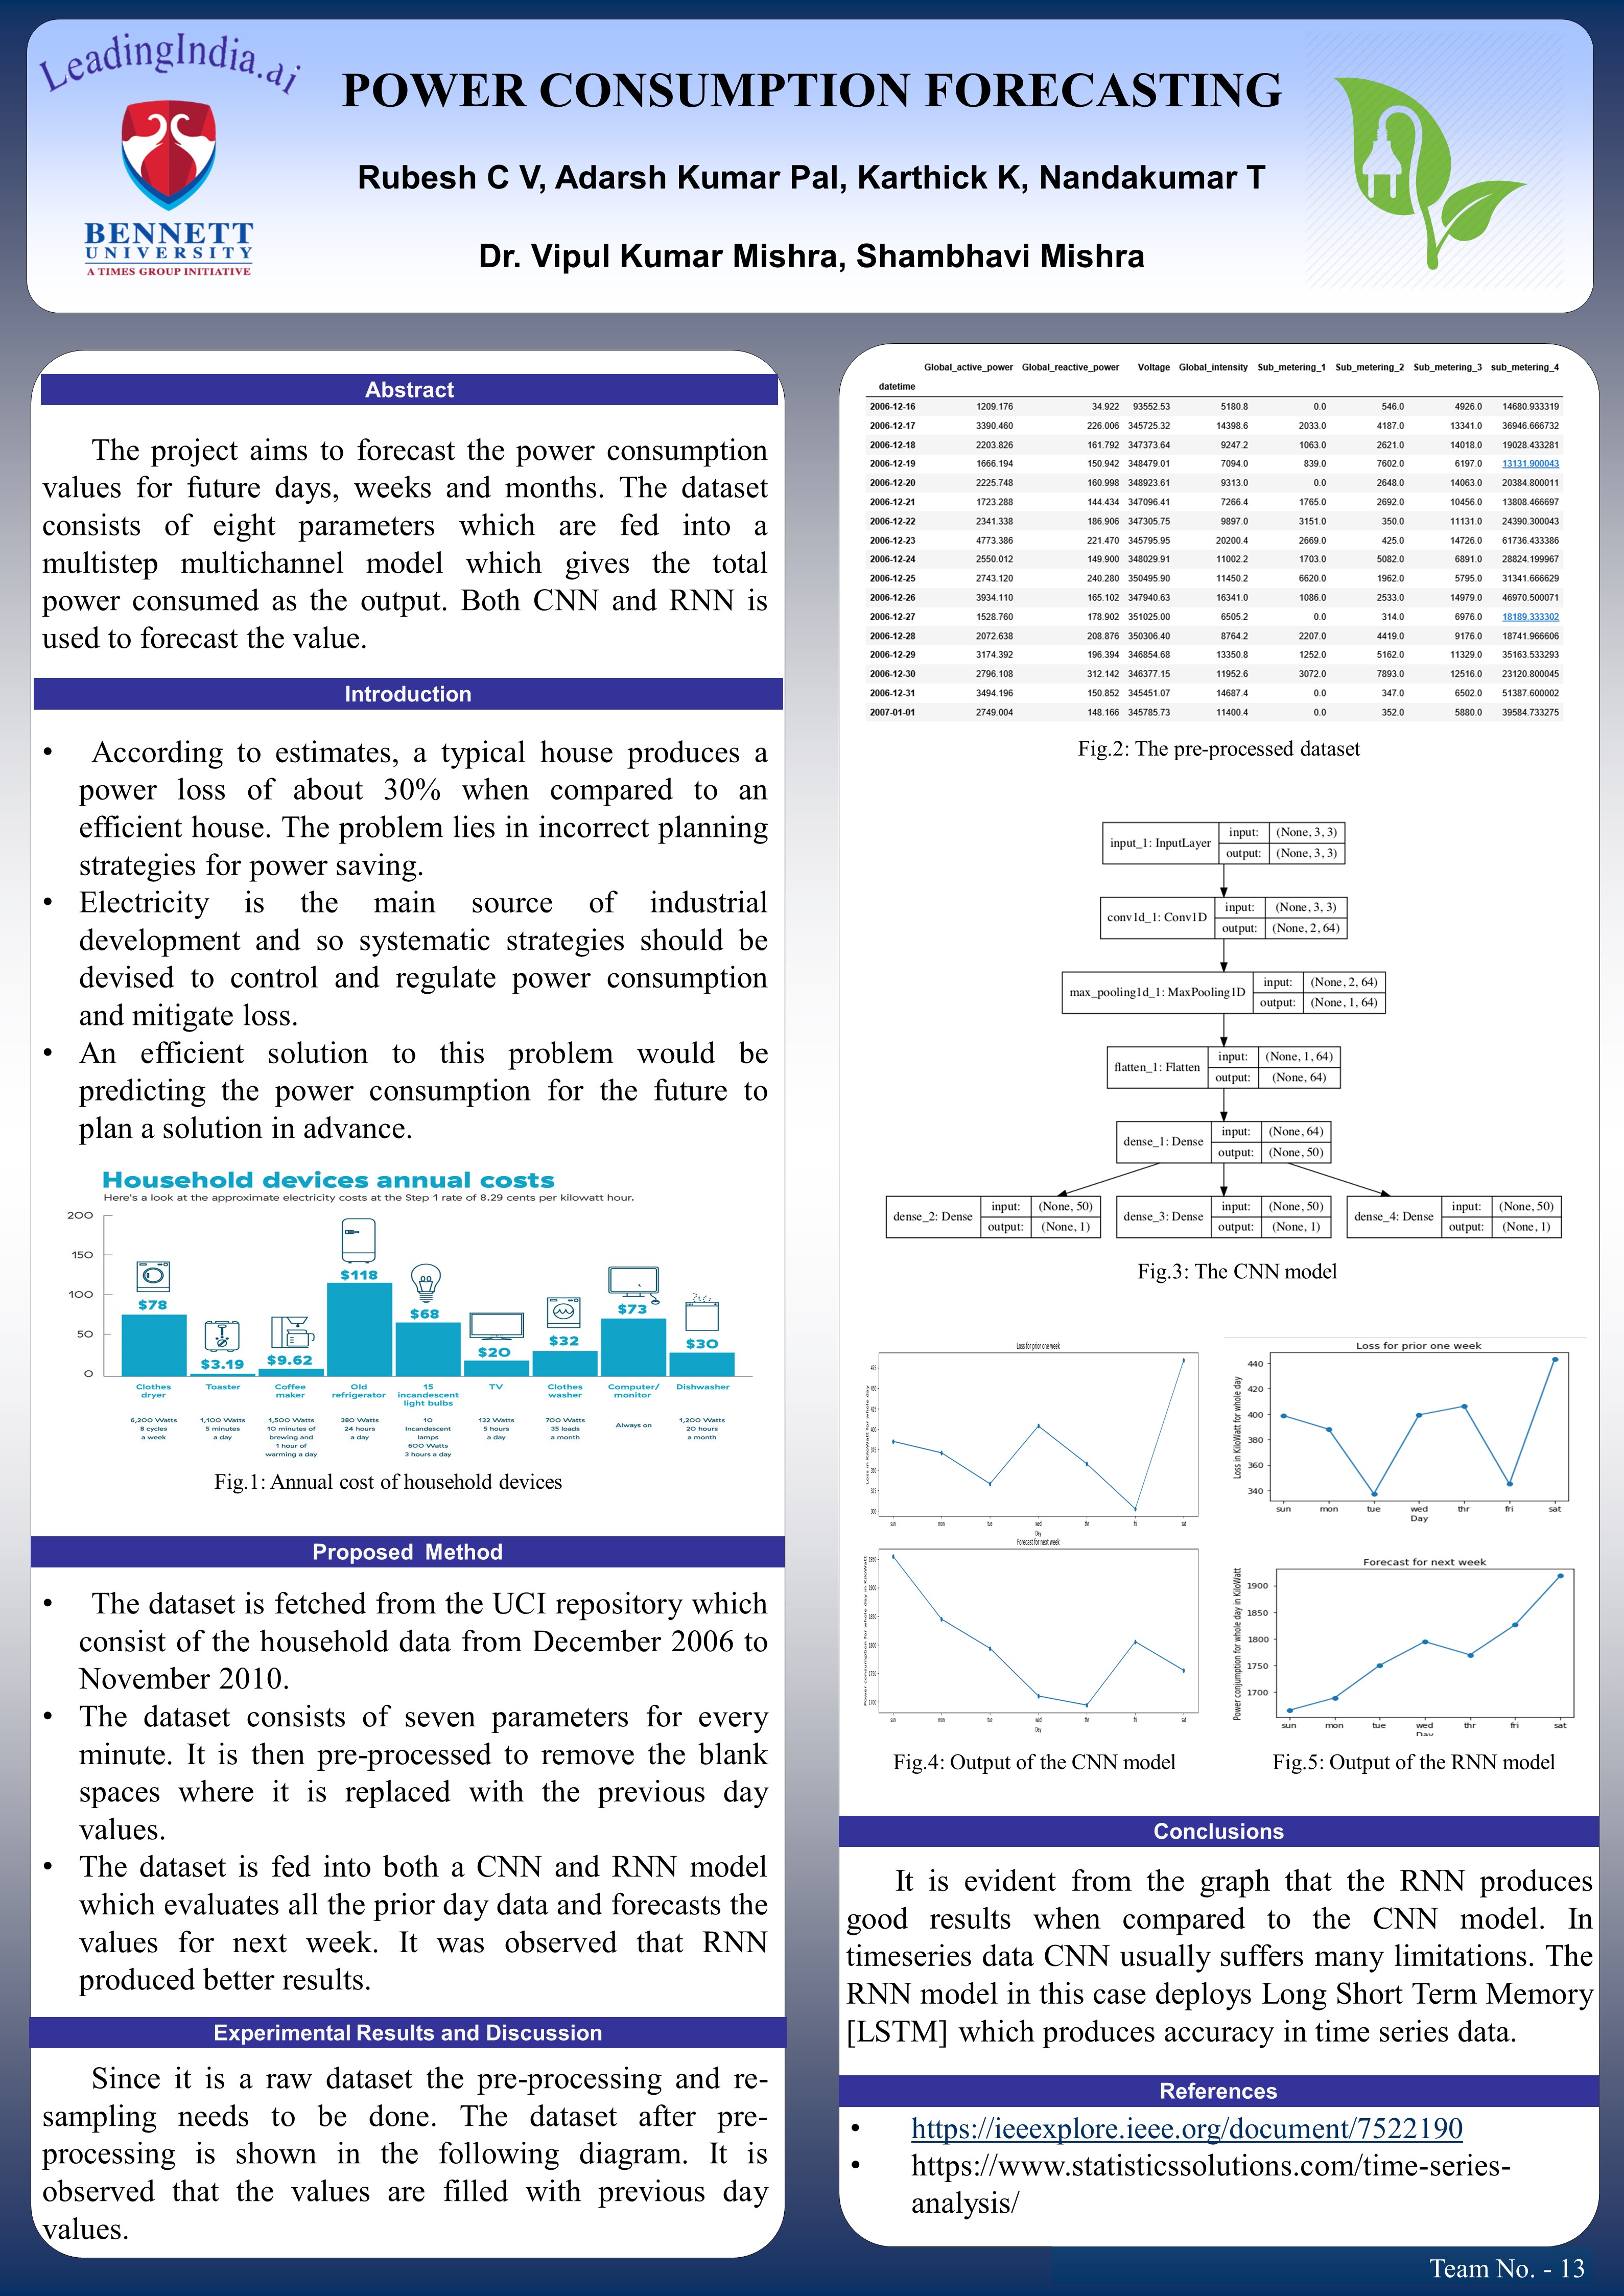 LeadingIndia.ai
BENNETT
UNIVERSITY
A TIMES GROUP INITIATIVE
POWER CONSUMPTION FORECASTING
Rubesh C V, Adarsh Kumar Pal, Karthick K, Nandakumar T
Dr. Vipul Kumar Mishra, Shambhavi Mishra
Abstract
The project aims to forecast the power consumption
values for future days, weeks and months. The dataset
consists of eight parameters which are fed into a
multistep multichannel model which gives the total
power consumed as the output. Both CNN and RNN is
used to forecast the value.
Introduction
• According to estimates, a typical house produces a
power loss of about 30% when compared to an
efficient house. The problem lies in incorrect planning
strategies for power saving.
• Electricity is the main source of industrial
development and so systematic strategies should be
devised to control and regulate power consumption
and mitigate loss.
• An efficient solution to this problem would be
predicting the power consumption for the future to
plan a solution in advance.
Household devices annual costs
Here's a look at the approximate electricity costs at the Step 1 rate of 8.29 cents per kilowatt hour.
200
150
100
50
0
$78
$3.19
$9.62
$118
$68
$20
$32
$73
$30
Clothes dryer
Toaster
Coffee maker
Old refrigerator
15 incandescent light bulbs
TV
Clothes washer
Computer/ monitor
Dishwasher
6,200 Watts
8 cycles
a week
1,100 Watts
5 minutes
a day
1,500 Watts
10 minutes of
brewing and
1 hour of
warming a day
380 Watts
24 hours
a day
10
incandescent
lamps
600 Watts
3 hours a day
132 Watts
5 hours
a day
700 Watts
35 loads
a month
Always on
1,200 Watts
20 hours
a month
Fig.1: Annual cost of household devices
Proposed Method
• The dataset is fetched from the UCI repository which
consist of the household data from December 2006 to
November 2010.
• The dataset consists of seven parameters for every
minute. It is then pre-processed to remove the blank
spaces where it is replaced with the previous day
values.
• The dataset is fed into both a CNN and RNN model
which evaluates all the prior day data and forecasts the
values for next week. It was observed that RNN
produced better results.
Experimental Results and Discussion
Since it is a raw dataset the pre-processing and re-
sampling needs to be done. The dataset after pre-
processing is shown in the following diagram. It is
observed that the values are filled with previous day
values.
Global_active_power Global_reactive_power Voltage Global_intensity Sub_metering_1 Sub_metering_2 Sub_metering_3 sub_metering_4
datetime
2006-12-16 1209.176 34.922 93552.53 5180.8 0.0 546.0 4926.0 14680.933319
2006-12-17 3390.460 226.006 345725.32 14398.6 2033.0 4187.0 13341.0 36946.666732
2006-12-18 2203.826 161.792 347373.64 9247.2 1063.0 2621.0 14018.0 19028.433281
2006-12-19 1666.194 150.942 348479.01 7094.0 839.0 7602.0 6197.0 13131.900043
2006-12-20 2225.748 160.998 348923.61 9313.0 0.0 2648.0 14063.0 20384.800011
2006-12-21 1723.288 144.434 347096.41 7266.4 1765.0 2692.0 10456.0 13808.466697
2006-12-22 2341.338 186.906 347305.75 9897.0 3151.0 350.0 11131.0 24390.300043
2006-12-23 4773.386 221.470 345795.95 20200.4 2669.0 425.0 14726.0 61736.433386
2006-12-24 2550.012 149.900 348029.91 11002.2 1703.0 5082.0 6891.0 28824.199967
2006-12-25 2743.120 240.280 350495.90 11450.2 6620.0 1962.0 5795.0 31341.666629
2006-12-26 3934.110 165.102 347940.63 16341.0 1086.0 2533.0 14979.0 46970.500071
2006-12-27 1528.760 178.902 351025.00 6505.2 0.0 314.0 6976.0 18189.333302
2006-12-28 2072.638 208.876 350306.40 8764.2 2207.0 4419.0 9176.0 18741.966606
2006-12-29 3174.392 196.394 346854.68 13350.8 1252.0 5162.0 11329.0 35163.533293
2006-12-30 2796.108 312.142 346377.15 11952.6 3072.0 7893.0 12516.0 23120.800045
2006-12-31 3494.196 150.852 345451.07 14687.4 0.0 347.0 6502.0 51387.600002
2007-01-01 2749.004 148.166 345785.73 11400.4 0.0 352.0 5880.0 39584.733275
Fig.2: The pre-processed dataset
input_1: InputLayer input: (None, 3, 3)
output: (None, 3, 3)
conv1d_1: Conv1D input: (None, 3, 3)
output: (None, 2, 64)
max_pooling1d_1: MaxPooling1D input: (None, 2, 64)
output: (None, 1, 64)
flatten_1: Flatten input: (None, 1, 64)
output: (None, 64)
dense_1: Dense input: (None, 64)
output: (None, 50)
dense_2: Dense input: (None, 50)
output: (None, 1)
dense_3: Dense input: (None, 50)
output: (None, 1)
dense_4: Dense input: (None, 50)
output: (None, 1)
Fig.3: The CNN model
Loss for prior one week
Loss in KiloWatt for whole day
475
450
425
400
375
350
325
300
sun mon tue wed thr fri sat
Day
Forecast for next week
Power consumption for whole day in KiloWatt
1950
1900
1850
1800
1750
1700
sun mon tue wed thr fri sat
Day
Fig.4: Output of the CNN model
Loss for prior one week
Loss in KiloWatt for whole day
440
420
400
380
360
340
sun mon tue wed thr fri sat
Day
Forecast for next week
Power conjumption for whole day in KiloWatt
1900
1850
1800
1750
1700
sun mon tue wed thr fri sat
Day
Fig.5: Output of the RNN model
Conclusions
It is evident from the graph that the RNN produces
good results when compared to the CNN model. In
timeseries data CNN usually suffers many limitations. The
RNN model in this case deploys Long Short Term Memory
[LSTM] which produces accuracy in time series data.
References
• https://ieeexplore.ieee.org/document/7522190
• https://www.statisticssolutions.com/time-series-
analysis/
Team No. - 13